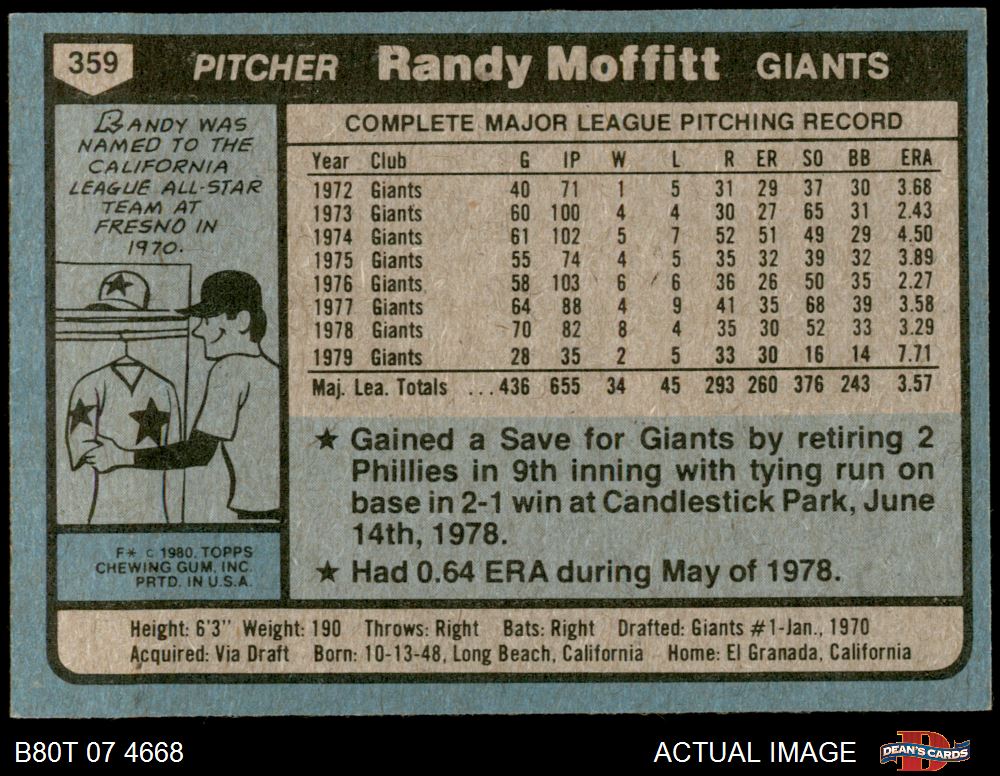 359 PITCHER Randy Moffitt GIANTS
RANDY WAS
NAMED TO THE
CALIFORNIA
LEAGUE ALL-STAR
TEAM AT
FRESNO IN
1970.
COMPLETE MAJOR LEAGUE PITCHING RECORD
Year Club G IP W L R ER SO BB ERA
1972 Giants 40 71 1 5 31 29 37 30 3.68
1973 Giants 60 100 4 4 30 27 65 31 2.43
1974 Giants 61 102 5 7 52 51 49 29 4.50
1975 Giants 55 74 4 5 35 32 39 32 3.89
1976 Giants 58 103 6 6 36 26 50 35 2.27
1977 Giants 64 88 4 9 41 35 68 39 3.58
1978 Giants 70 82 8 4 35 30 52 33 3.29
1979 Giants 28 35 2 5 33 30 16 14 7.71
Maj. Lea. Totals ...436 655 34 45 293 260 376 243 3.57
★ Gained a Save for Giants by retiring 2
Phillies in 9th inning with tying run on
base in 2-1 win at Candlestick Park, June
14th, 1978.
★ Had 0.64 ERA during May of 1978.
F* © 1980. TOPPS
CHEWING GUM, INC.
PRTD. IN U.S.A.
Height: 6'3" Weight: 190 Throws: Right Bats: Right Drafted: Giants #1-Jan., 1970
Acquired: Via Draft Born: 10-13-48, Long Beach, California Home: El Granada, California
B80T 07 4668 ACTUAL IMAGE DEAN'S CARDS